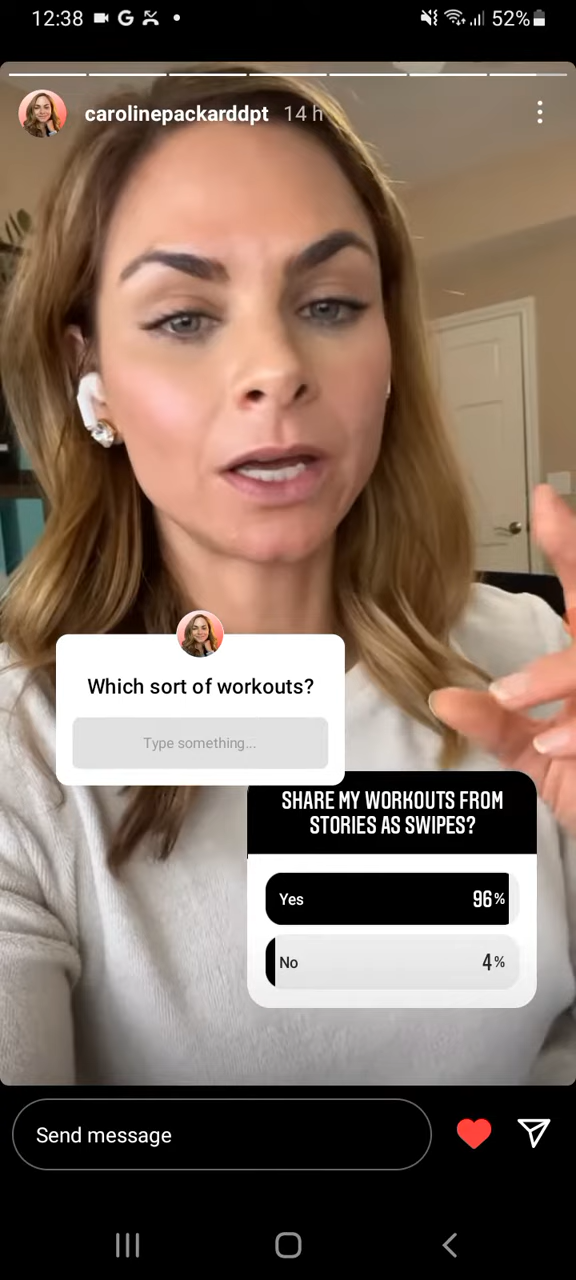 12:38
G
52%
carolinepackarddpt 14 h
Which sort of workouts?
Type something...
SHARE MY WORKOUTS FROM
STORIES AS SWIPES?
Yes 96%
No 4%
Send message